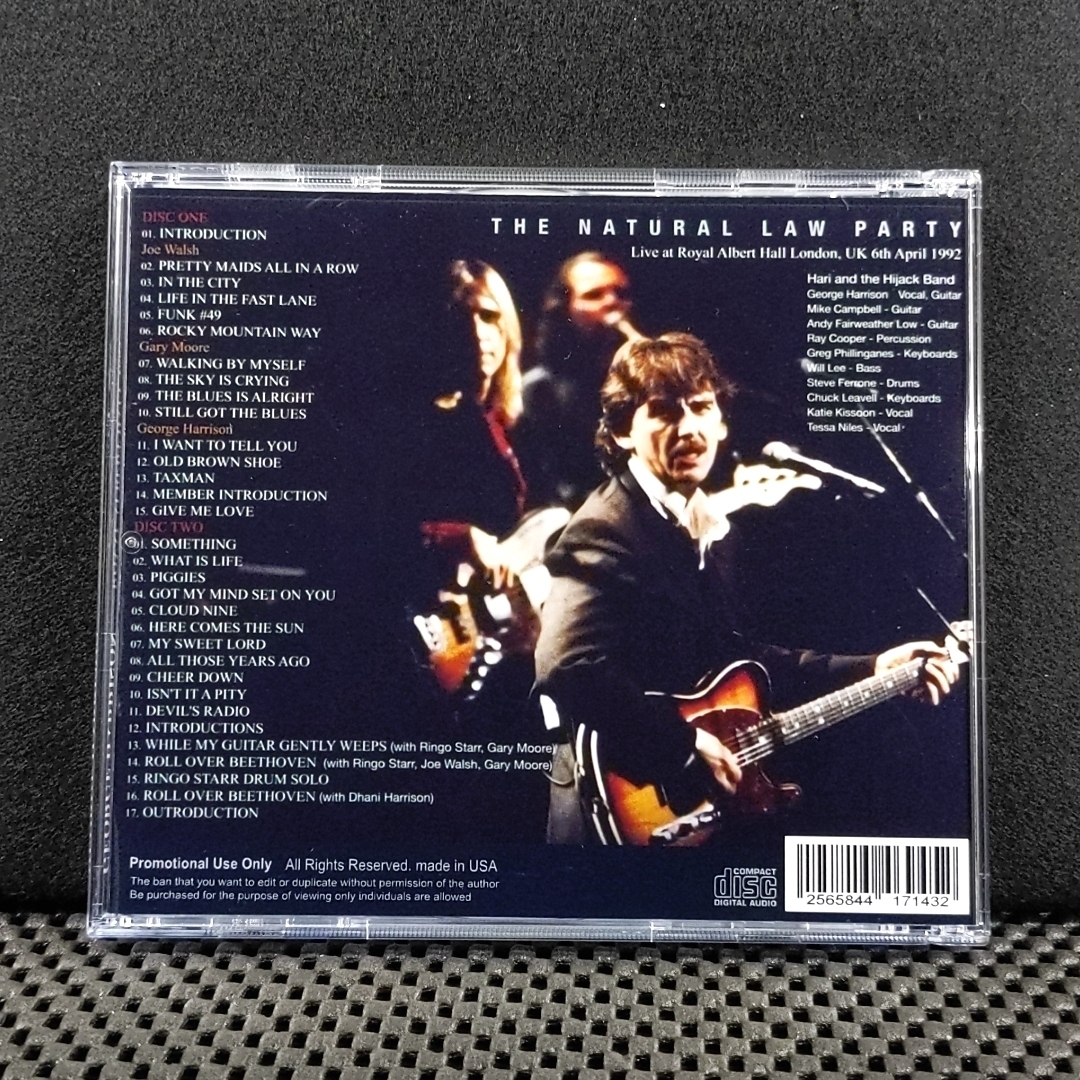 DISC ONE
01. INTRODUCTION
Joe Walsh
02. PRETTY MAIDS ALL IN A ROW
03. IN THE CITY
04. LIFE IN THE FAST LANE
05. FUNK #49
06. ROCKY MOUNTAIN WAY
Gary Moore
07. WALKING BY MYSELF
08. THE SKY IS CRYING
09. THE BLUES IS ALRIGHT
10. STILL GOT THE BLUES
George Harrison
11. I WANT TO TELL YOU
12. OLD BROWN SHOE
13. TAXMAN
14. MEMBER INTRODUCTION
15. GIVE ME LOVE
DISC TWO
01. SOMETHING
02. WHAT IS LIFE
03. PIGGIES
04. GOT MY MIND SET ON YOU
05. CLOUD NINE
06. HERE COMES THE SUN
07. MY SWEET LORD
08. ALL THOSE YEARS AGO
09. CHEER DOWN
10. ISN'T IT A PITY
11. DEVIL'S RADIO
12. INTRODUCTIONS
13. WHILE MY GUITAR GENTLY WEEPS (with Ringo Starr, Gary Moore)
14. ROLL OVER BEETHOVEN (with Ringo Starr, Joe Walsh, Gary Moore)
15. RINGO STARR DRUM SOLO
16. ROLL OVER BEETHOVEN (with Dhani Harrison)
17. OUTRODUCTION
THE NATURAL LAW PARTY
Live at Royal Albert Hall London, UK 6th April 1992
Hari and the Hijack Band
George Harrison Vocal, Guitar
Mike Campbell - Guitar
Andy Fairweather Low - Guitar
Ray Cooper - Percussion
Greg Phillinganes - Keyboards
Will Lee - Bass
Steve Ferrone - Drums
Chuck Leavell - Keyboards
Katie Kissoon - Vocal
Tessa Niles - Vocal
Promotional Use Only All Rights Reserved. made in USA
The ban that you want to edit or duplicate without permission of the author
Be purchased for the purpose of viewing only individuals are allowed
COMPACT
disc
DIGITAL AUDIO
2565844 171432